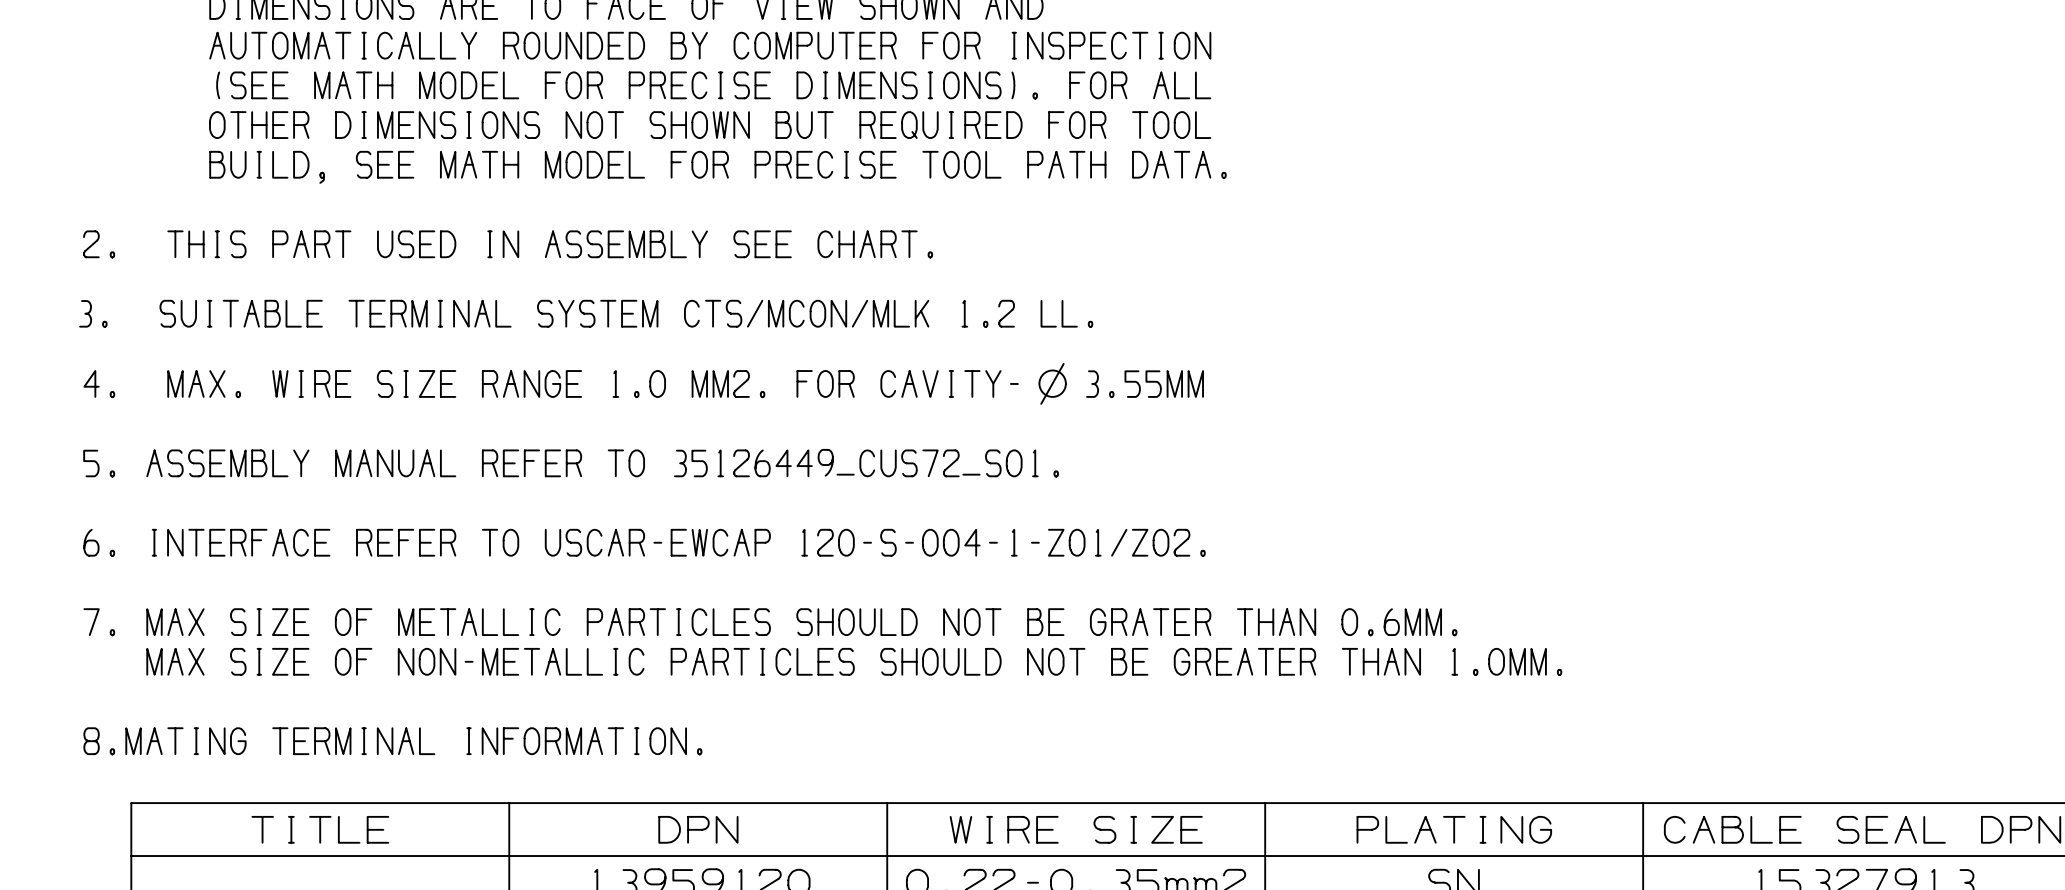 DIMENSIONS ARE TO FACE OF VIEW SHOWN AND
AUTOMATICALLY ROUNDED BY COMPUTER FOR INSPECTION
(SEE MATH MODEL FOR PRECISE DIMENSIONS). FOR ALL
OTHER DIMENSIONS NOT SHOWN BUT REQUIRED FOR TOOL
BUILD, SEE MATH MODEL FOR PRECISE TOOL PATH DATA.
2. THIS PART USED IN ASSEMBLY SEE CHART.
3. SUITABLE TERMINAL SYSTEM CTS/MCON/MLK 1.2 LL.
4. MAX. WIRE SIZE RANGE 1.0 MM2. FOR CAVITY- Ø 3.55MM
5. ASSEMBLY MANUAL REFER TO 35126449_CUS72_S01.
6. INTERFACE REFER TO USCAR-EWCAP 120-S-004-1-Z01/Z02.
7. MAX SIZE OF METALLIC PARTICLES SHOULD NOT BE GRATER THAN 0.6MM.
MAX SIZE OF NON-METALLIC PARTICLES SHOULD NOT BE GREATER THAN 1.0MM.
8.MATING TERMINAL INFORMATION.
TITLE DPN WIRE SIZE PLATING CABLE SEAL DPN
13959120 0.22-0.35mm2 SN 15327913